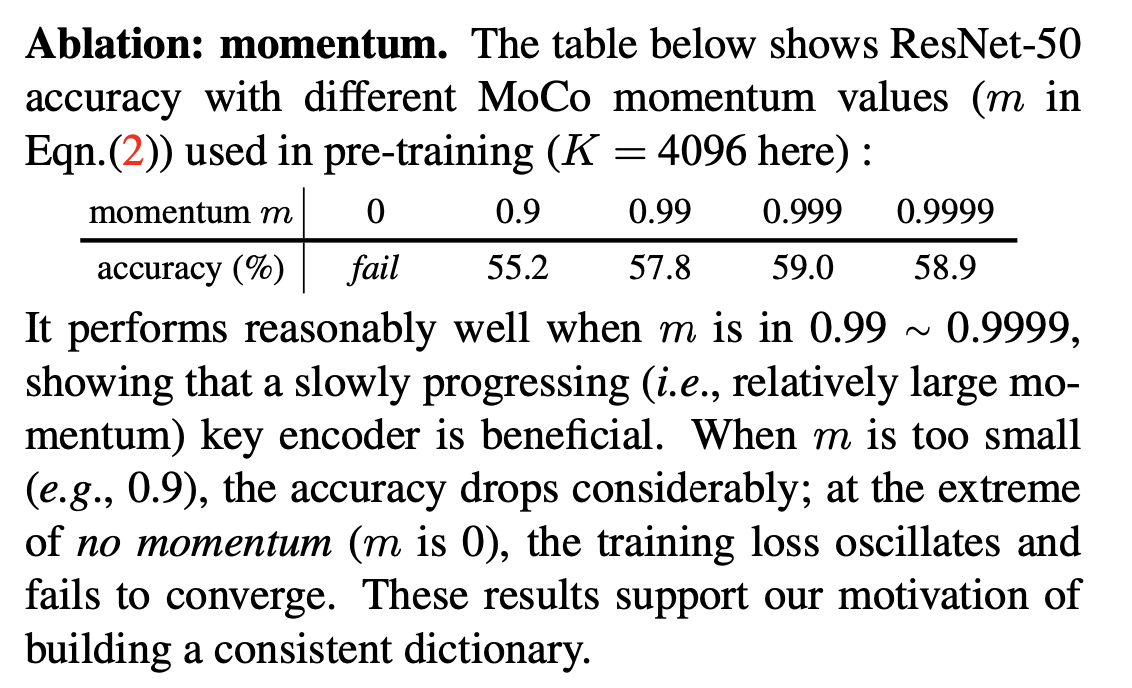 Ablation: momentum. The table below shows ResNet-50
accuracy with different MoCo momentum values (m in
Eqn.(2)) used in pre-training (K = 4096 here) :
momentum m 0 0.9 0.99 0.999 0.9999
accuracy (%) fail 55.2 57.8 59.0 58.9
It performs reasonably well when m is in 0.99 ∼ 0.9999,
showing that a slowly progressing (i.e., relatively large mo-
mentum) key encoder is beneficial. When m is too small
(e.g., 0.9), the accuracy drops considerably; at the extreme
of no momentum (m is 0), the training loss oscillates and
fails to converge. These results support our motivation of
building a consistent dictionary.